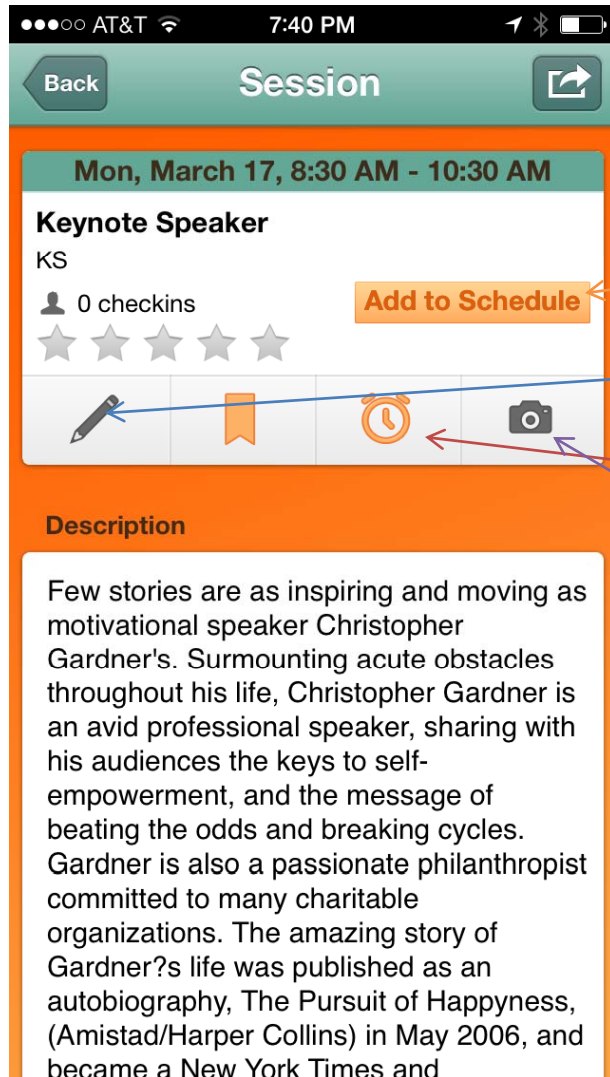 AT&T 7:40 PM
Back Session
Mon, March 17, 8:30 AM - 10:30 AM
Keynote Speaker
KS
0 checkins
Add to Schedule
Description
Few stories are as inspiring and moving as
motivational speaker Christopher
Gardner's. Surmounting acute obstacles
throughout his life, Christopher Gardner is
an avid professional speaker, sharing with
his audiences the keys to self-
empowerment, and the message of
beating the odds and breaking cycles.
Gardner is also a passionate philanthropist
committed to many charitable
organizations. The amazing story of
Gardner?s life was published as an
autobiography, The Pursuit of Happyness,
(Amistad/Harper Collins) in May 2006, and
became a New York Times and